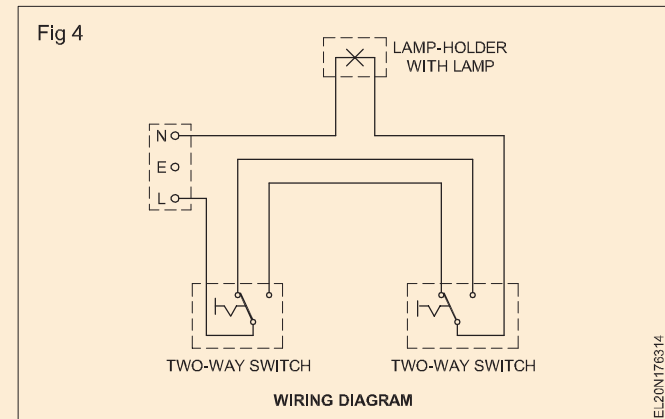 Fig 4
LAMP-HOLDER
WITH LAMP
N
E
L
TWO-WAY SWITCH
TWO-WAY SWITCH
WIRING DIAGRAM
EL20N176314